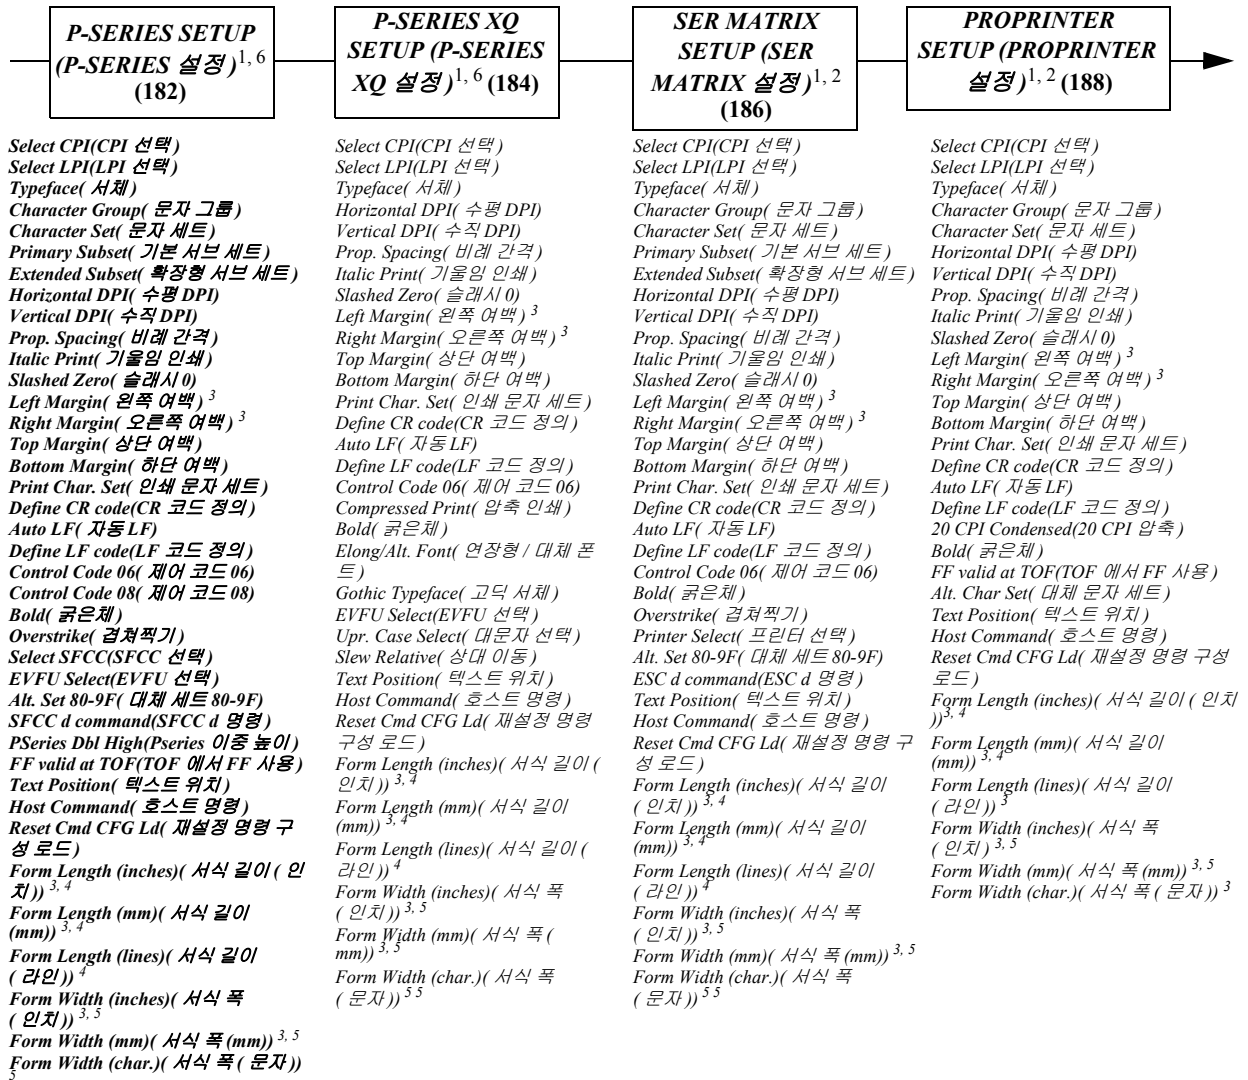 P-SERIES SETUP
(P-SERIES 설정)1, 6
(182)
P-SERIES XQ
SETUP (P-SERIES
XQ 설정)1, 6 (184)
SER MATRIX
SETUP (SER
MATRIX 설정)1, 2
(186)
PROPRINTER
SETUP (PROPRINTER
설정)1, 2 (188)
Select CPI(CPI 선택)
Select LPI(LPI 선택)
Typeface( 서체)
Character Group( 문자 그룹)
Character Set( 문자 세트)
Primary Subset( 기본 서브 세트)
Extended Subset( 확장형 서브 세트)
Horizontal DPI( 수평 DPI)
Vertical DPI( 수직 DPI)
Prop. Spacing( 비례 간격)
Italic Print( 기울임 인쇄)
Slashed Zero( 슬래시 0)
Left Margin( 왼쪽 여백) 3
Right Margin( 오른쪽 여백) 3
Top Margin( 상단 여백)
Bottom Margin( 하단 여백)
Print Char. Set( 인쇄 문자 세트)
Define CR code(CR 코드 정의)
Auto LF( 자동 LF)
Define LF code(LF 코드 정의)
Control Code 06( 제어 코드 06)
Control Code 08( 제어 코드 08)
Bold( 굵은체)
Overstrike( 겹쳐찍기)
Select SFCC(SFCC 선택)
EVFU Select(EVFU 선택)
Alt. Set 80-9F( 대체 세트 80-9F)
SFCC d command(SFCC d 명령)
PSeries Dbl High(Pseries 이중 높이)
FF valid at TOF(TOF 에서 FF 사용)
Text Position( 텍스트 위치)
Host Command( 호스트 명령)
Reset Cmd CFG Ld( 재설정 명령 구
성 로드)
Form Length (inches)( 서식 길이 ( 인
치)) 3, 4
Form Length (mm)( 서식 길이
(mm)) 3, 4
Form Length (lines)( 서식 길이
( 라인)) 4
Form Width (inches)( 서식 폭
( 인치)) 3, 5
Form Width (mm)( 서식 폭 (mm)) 3, 5
Form Width (char.)( 서식 폭 ( 문자))
5
Select CPI(CPI 선택)
Select LPI(LPI 선택)
Typeface( 서체)
Horizontal DPI( 수평 DPI)
Vertical DPI( 수직 DPI)
Prop. Spacing( 비례 간격)
Italic Print( 기울임 인쇄)
Slashed Zero( 슬래시 0)
Left Margin( 왼쪽 여백) 3
Right Margin( 오른쪽 여백) 3
Top Margin( 상단 여백)
Bottom Margin( 하단 여백)
Print Char. Set( 인쇄 문자 세트)
Define CR code(CR 코드 정의)
Auto LF( 자동 LF)
Define LF code(LF 코드 정의)
Control Code 06( 제어 코드 06)
Compressed Print( 압축 인쇄)
Bold( 굵은체)
Elong/Alt. Font( 연장형 / 대체 폰
트)
Gothic Typeface( 고딕 서체)
EVFU Select(EVFU 선택)
Upr. Case Select( 대문자 선택)
Slew Relative( 상대 이동)
Text Position( 텍스트 위치)
Host Command( 호스트 명령)
Reset Cmd CFG Ld( 재설정 명령
구성 로드)
Form Length (inches)( 서식 길이 (
인치)) 3, 4
Form Length (mm)( 서식 길이
(mm)) 3, 4
Form Length (lines)( 서식 길이 (
라인)) 4
Form Width (inches)( 서식 폭
( 인치)) 3, 5
Form Width (mm)( 서식 폭 (
mm)) 3, 5
Form Width (char.)( 서식 폭
( 문자)) 5 5
Select CPI(CPI 선택)
Select LPI(LPI 선택)
Typeface( 서체)
Character Group( 문자 그룹)
Character Set( 문자 세트)
Primary Subset( 기본 서브 세트)
Extended Subset( 확장형 서브 세트)
Horizontal DPI( 수평 DPI)
Vertical DPI( 수직 DPI)
Prop. Spacing( 비례 간격)
Italic Print( 기울임 인쇄)
Slashed Zero( 슬래시 0)
Left Margin( 왼쪽 여백) 3
Right Margin( 오른쪽 여백) 3
Top Margin( 상단 여백)
Bottom Margin( 하단 여백)
Print Char. Set( 인쇄 문자 세트)
Define CR code(CR 코드 정의)
Auto LF( 자동 LF)
Define LF code(LF 코드 정의)
Control Code 06( 제어 코드 06)
Bold( 굵은체)
Overstrike( 겹쳐찍기)
Printer Select( 프린터 선택)
Alt. Set 80-9F( 대체 세트 80-9F)
ESC d command(ESC d 명령)
Text Position( 텍스트 위치)
Host Command( 호스트 명령)
Reset Cmd CFG Ld( 재설정 명령 구
성 로드)
Form Length (inches)( 서식 길이
( 인치)) 3, 4
Form Length (mm)( 서식 길이
(mm)) 3, 4
Form Length (lines)( 서식 길이
( 라인)) 4
Form Width (inches)( 서식 폭
( 인치)) 3, 5
Form Width (mm)( 서식 폭 (mm)) 3, 5
Form Width (char.)( 서식 폭
( 문자)) 5 5
Select CPI(CPI 선택)
Select LPI(LPI 선택)
Typeface( 서체)
Character Group( 문자 그룹)
Character Set( 문자 세트)
Horizontal DPI( 수평 DPI)
Vertical DPI( 수직 DPI)
Prop. Spacing( 비례 간격)
Italic Print( 기울임 인쇄)
Slashed Zero( 슬래시 0)
Left Margin( 왼쪽 여백) 3
Right Margin( 오른쪽 여백) 3
Top Margin( 상단 여백)
Bottom Margin( 하단 여백)
Print Char. Set( 인쇄 문자 세트)
Define CR code(CR 코드 정의)
Auto LF( 자동 LF)
Define LF code(LF 코드 정의)
20 CPI Condensed(20 CPI 압축)
Bold( 굵은체)
FF valid at TOF(TOF 에서 FF 사용)
Alt. Char Set( 대체 문자 세트)
Text Position( 텍스트 위치)
Host Command( 호스트 명령)
Reset Cmd CFG Ld( 재설정 명령 구성
로드)
Form Length (inches)( 서식 길이 ( 인치
))3, 4
Form Length (mm)( 서식 길이
(mm)) 3, 4
Form Length (lines)( 서식 길이
( 라인)) 3
Form Width (inches)( 서식 폭
( 인치) 3, 5
Form Width (mm)( 서식 폭 (mm)) 3, 5
Form Width (char.)( 서식 폭 ( 문자)) 3